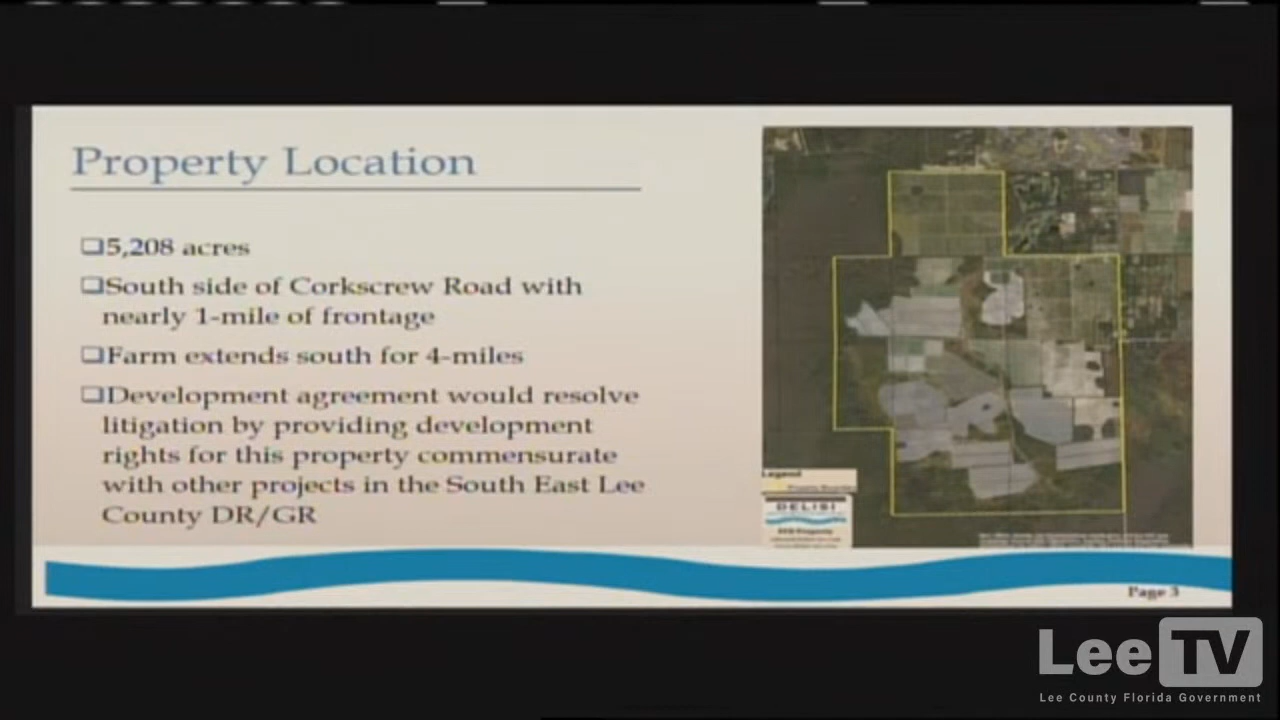 Property Location
❑5,208 acres
❑South side of Corkscrew Road with
nearly 1-mile of frontage
❑Farm extends south for 4-miles
❑Development agreement would resolve
litigation by providing development
rights for this property commensurate
with other projects in the South East Lee
County DR/GR
Legend
DELISI
Page 3
LeeTV
Lee County Florida Government